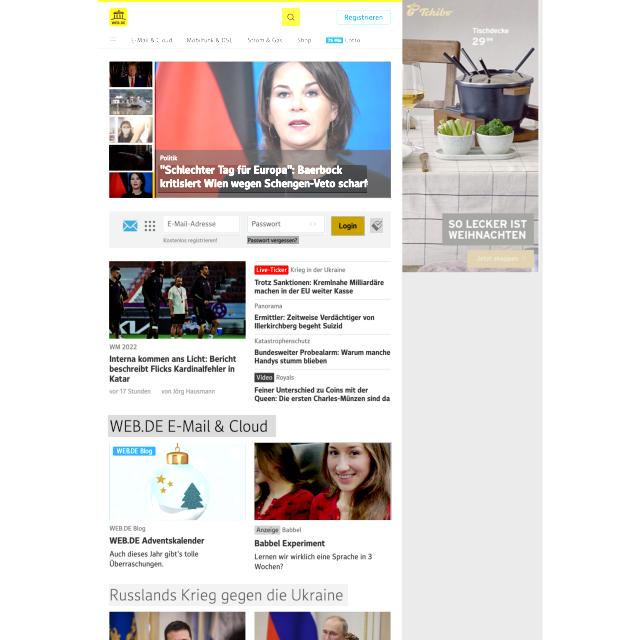 WEB.DE
Registrieren
E-Mail & Cloud
Mobilfunk & DSL
Strom & Gas
Shop
Lotto
Politik
"Schlechter Tag für Europa": Baerbock
kritisiert Wien wegen Schengen-Veto scharf
E-Mail-Adresse
Passwort
Login
Kostenlos registrieren!
Passwort vergessen?
WM 2022
Interna kommen ans Licht: Bericht
beschreibt Flicks Kardinalfehler in
Katar
vor 17 Stunden von Jörg Hausmann
Live-Ticker Krieg in der Ukraine
Trotz Sanktionen: Kremlnahe Milliardäre
machen in der EU weiter Kasse
Panorama
Ermittler: Zeitweise Verdächtiger von
Illerkirchberg begeht Suizid
Katastrophenschutz
Bundesweiter Probealarm: Warum manche
Handys stumm blieben
Video Royals
Feiner Unterschied zu Coins mit der
Queen: Die ersten Charles-Münzen sind da
WEB.DE E-Mail & Cloud
WEB.DE Blog
WEB.DE Blog
WEB.DE Adventskalender
Auch dieses Jahr gibt's tolle
Überraschungen.
Anzeige Babbel
Babbel Experiment
Lernen wir wirklich eine Sprache in 3
Wochen?
Russlands Krieg gegen die Ukraine
Tchibo
Tischdecke
29
SO LECKER IST
WEIHNACHTEN
Jetzt shoppen